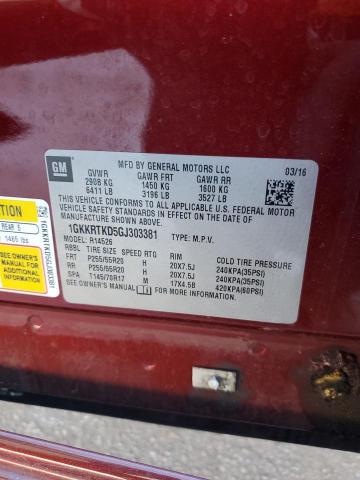 GM
MFD BY GENERAL MOTORS LLC
03/16
GVWR GAWR FRT GAWR RR
2908 KG 1450 KG 1600 KG
6411 LB 3196 LB 3527 LB
THIS VEHICLE CONFORMS TO ALL APPLICABLE U.S. FEDERAL MOTOR
VEHICLE SAFETY STANDARDS IN EFFECT ON THE DATE OF
MANUFACTURE SHOWN ABOVE.
1GKKRTKD5GJ303381 TYPE: M.P.V.
MODEL: R14526
TIRE SIZE SPEED RTG RIM COLD TIRE PRESSURE
FRT P255/55R20 H 20X7.5J 240KPA(35PSI)
RR P255/55R20 H 20X7.5J 240KPA(35PSI)
SPA T145/70R17 M 17X4.5B 420KPA(60PSI)
SEE OWNER'S MANUAL FOR MORE INFORMATION.
REAR
lbs
SEE OWNER'S
MANUAL FOR
1GKKRTKD5GJ303381